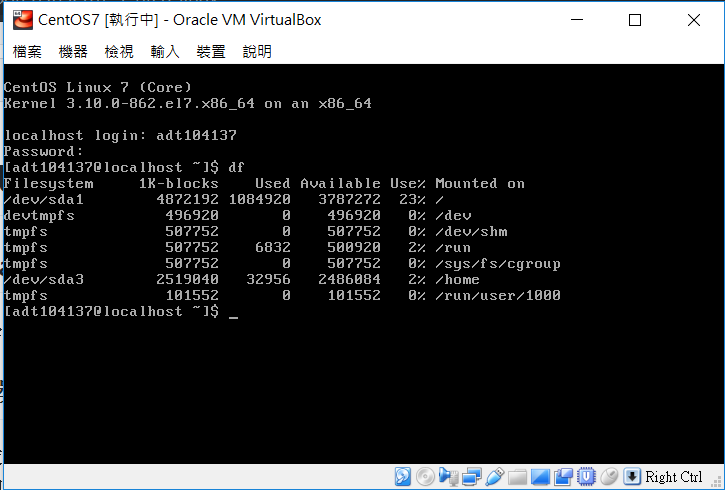 CentOS7 [執行中] - Oracle VM VirtualBox
檔案 機器 檢視 輸入 裝置 說明
CentOS Linux 7 (Core)
Kernel 3.10.0-862.el7.x86_64 on an x86_64
localhost login: adt104137
Password:
[adt104137@localhost ~]$ df
Filesystem     1K-blocks    Used Available Use% Mounted on
/dev/sda1        4872192 1084920   3787272  23% /
devtmpfs          496920       0    496920   0% /dev
tmpfs             507752       0    507752   0% /dev/shm
tmpfs             507752    6832    500920   2% /run
tmpfs             507752       0    507752   0% /sys/fs/cgroup
/dev/sda3        2519040   32956   2486084   2% /home
tmpfs             101552       0    101552   0% /run/user/1000
[adt104137@localhost ~]$ _
Right Ctrl